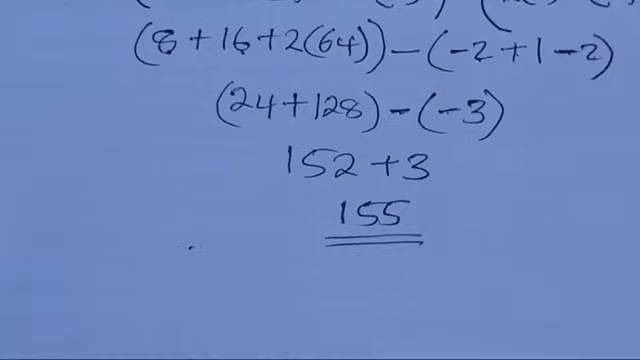 (8 + 16 + 2(64)) - (-2 + 1 - 2)
(24 + 128) - (-3)
152 + 3
155